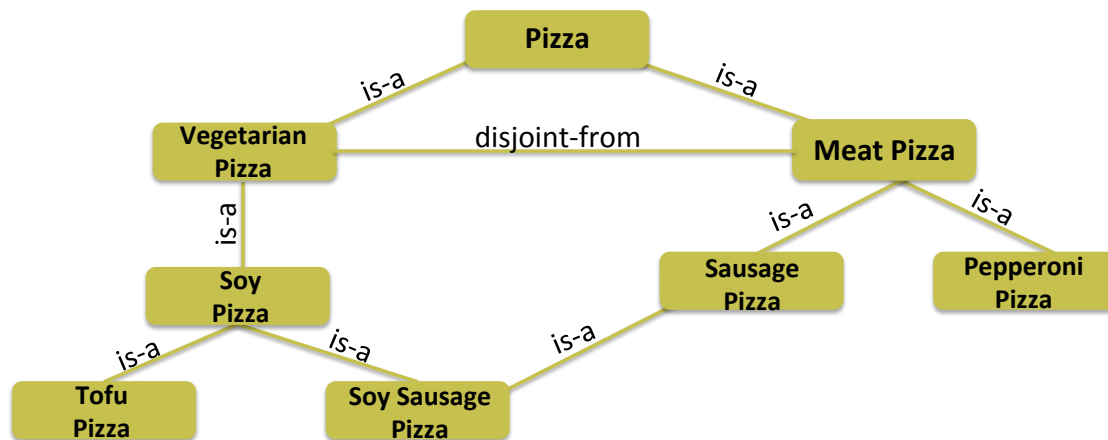 Pizza
is-a
is-a
Vegetarian
Pizza
disjoint-from
Meat Pizza
is-a
is-a
is-a
Soy
Pizza
Sausage
Pizza
Pepperoni
Pizza
is-a
is-a
is-a
Tofu
Pizza
Soy Sausage
Pizza